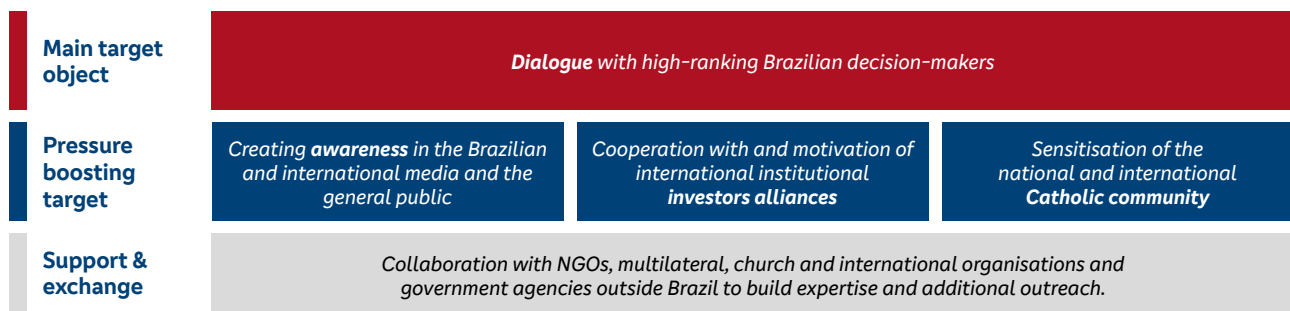 Main target
object
Dialogue with high-ranking Brazilian decision-makers
Pressure
boosting
target
Creating awareness in the Brazilian
and international media and the
general public
Cooperation with and motivation of
international institutional
investors alliances
Sensitisation of the
national and international
Catholic community
Support &
exchange
Collaboration with NGOs, multilateral, church and international organisations and
government agencies outside Brazil to build expertise and additional outreach.